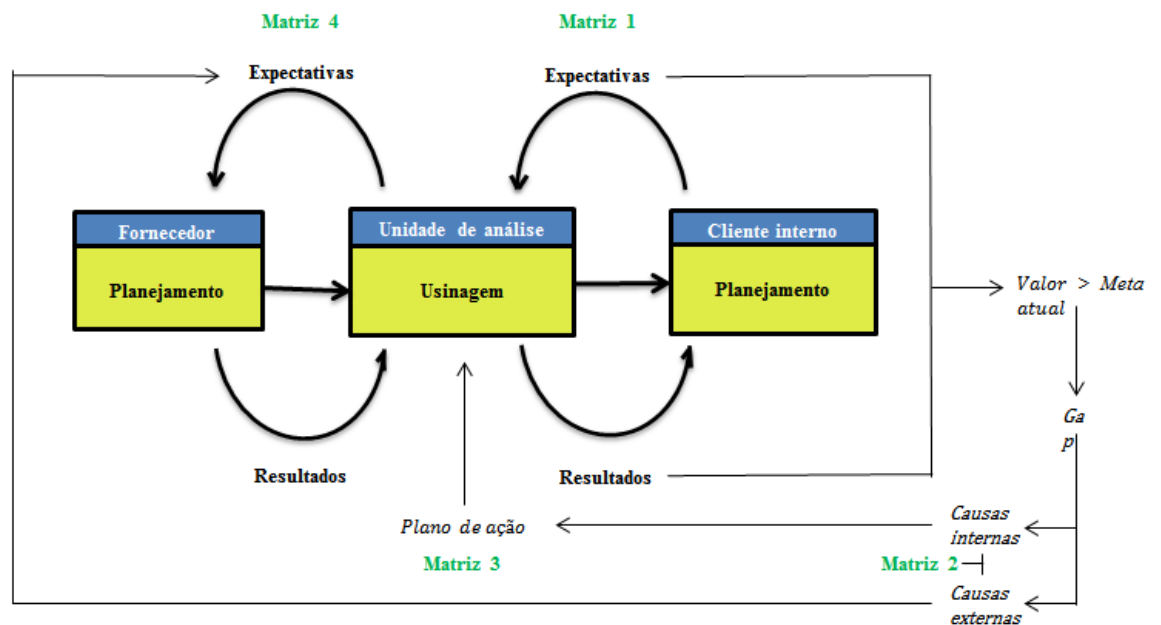 Matriz 4
Matriz 1
Expectativas
Expectativas
Fornecedor
Planejamento
Unidade de análise
Usinagem
Cliente interno
Planejamento
Valor > Meta
atual
Ga
p
Resultados
Resultados
Plano de ação
Causas
internas
Matriz 3
Matriz 2
Causas
externas